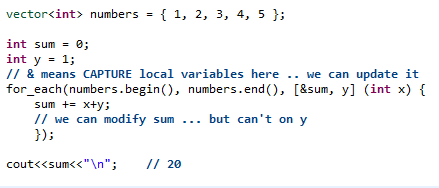 vector<int> numbers = { 1, 2, 3, 4, 5 };
int sum = 0;
int y = 1;
// & means CAPTURE local variables here .. we can update it
for_each(numbers.begin(), numbers.end(), [&sum, y] (int x) {
sum += x+y;
// we can modify sum ... but can't on y
});
cout<<sum<<"\n";    // 20